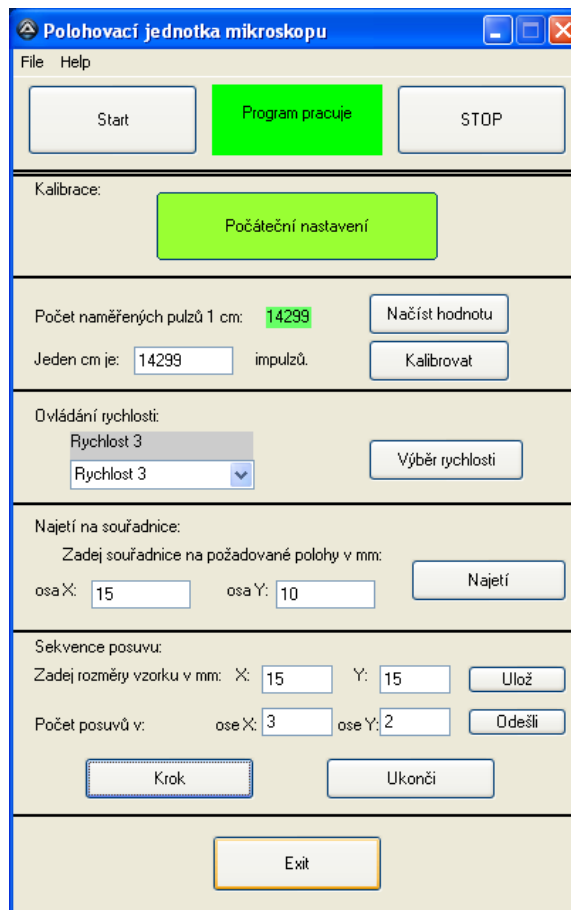 Polohovací jednotka mikroskopu
File Help
Start Program pracuje STOP
Kalibrace:
Počáteční nastavení
Počet naměřených pulzů 1 cm: 14299 Načíst hodnotu
Jeden cm je: 14299 impulzů. Kalibrovat
Ovládání rychlosti:
Rychlost 3
Rychlost 3 Výběr rychlosti
Najetí na souřadnice:
Zadej souřadnice na požadované polohy v mm:
osa X: 15 osa Y: 10 Najetí
Sekvence posuvu:
Zadej rozměry vzorku v mm: X: 15 Y: 15 Ulož
Počet posuvů v: ose X: 3 ose Y: 2 Odešli
Krok Ukonči
Exit